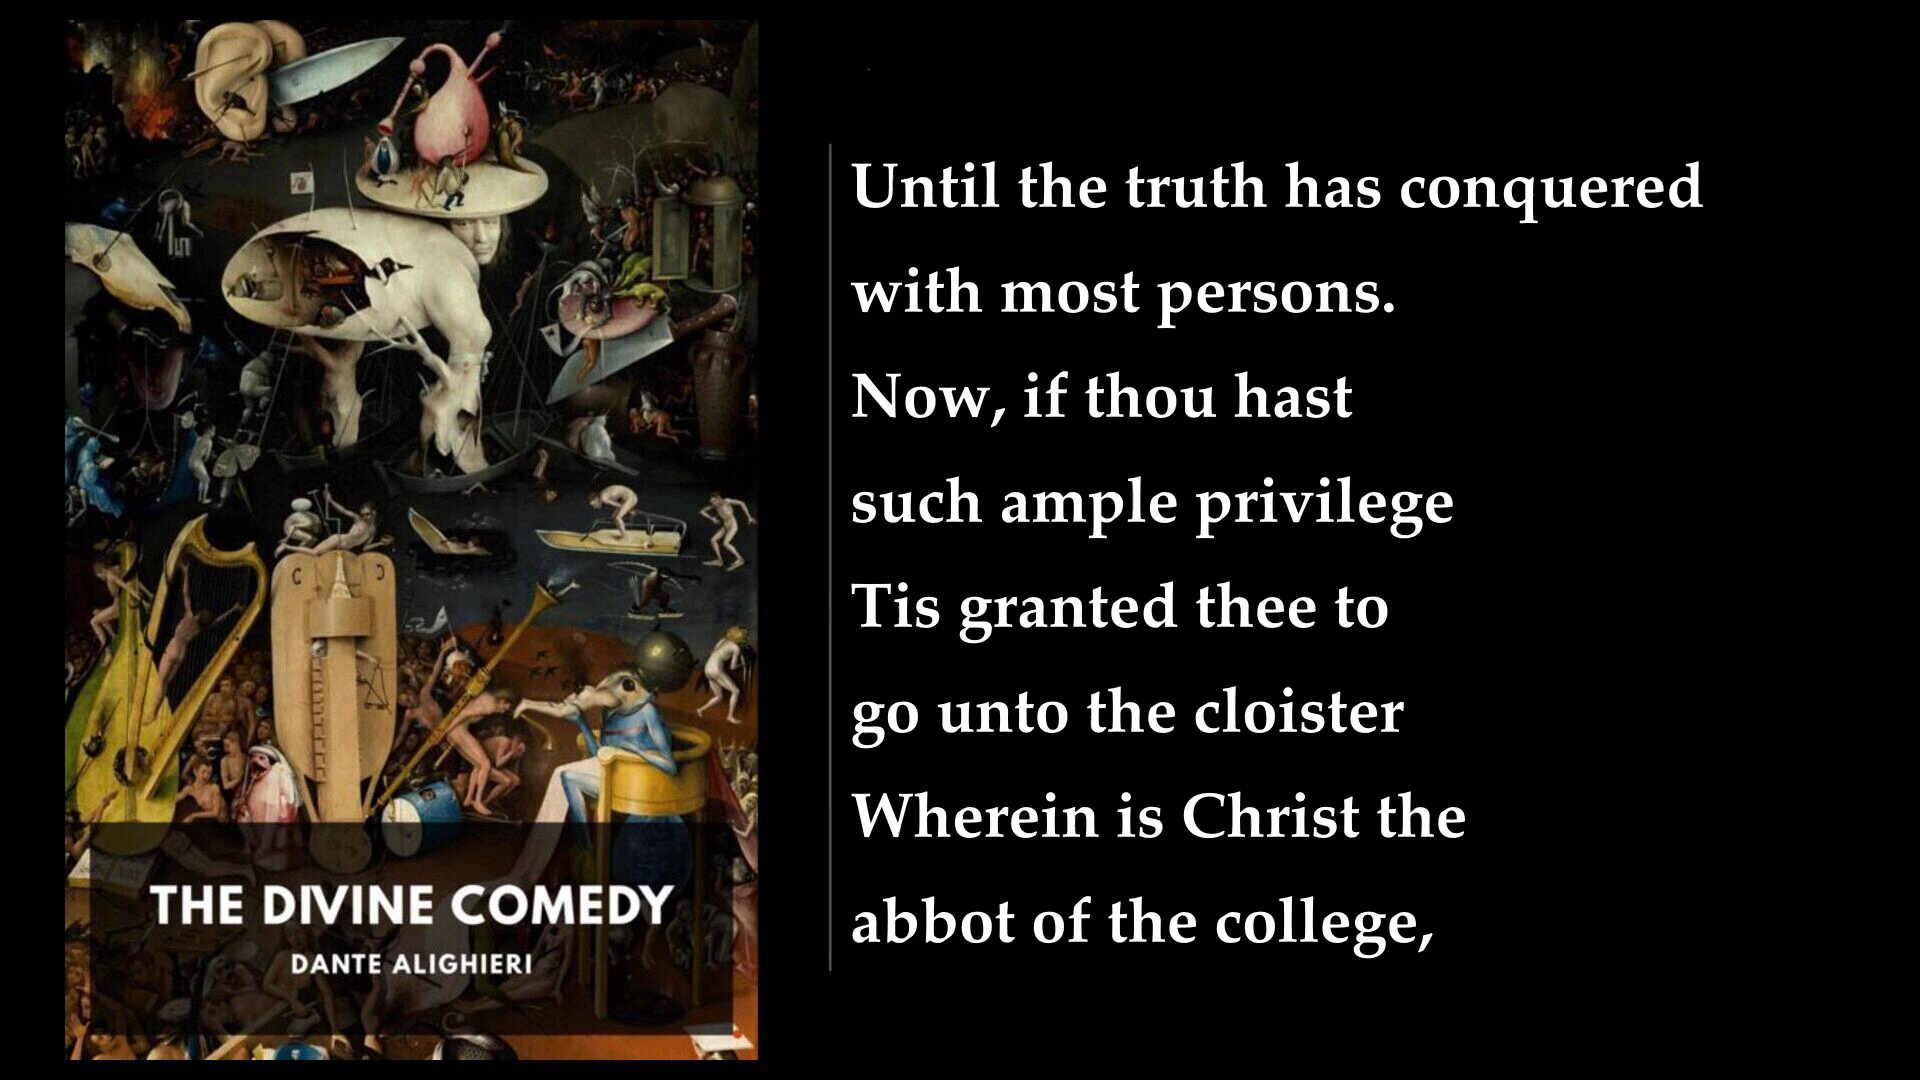 THE DIVINE COMEDY
DANTE ALIGHIERI
Until the truth has conquered
with most persons.
Now, if thou hast
such ample privilege
Tis granted thee to
go unto the cloister
Wherein is Christ the
abbot of the college,